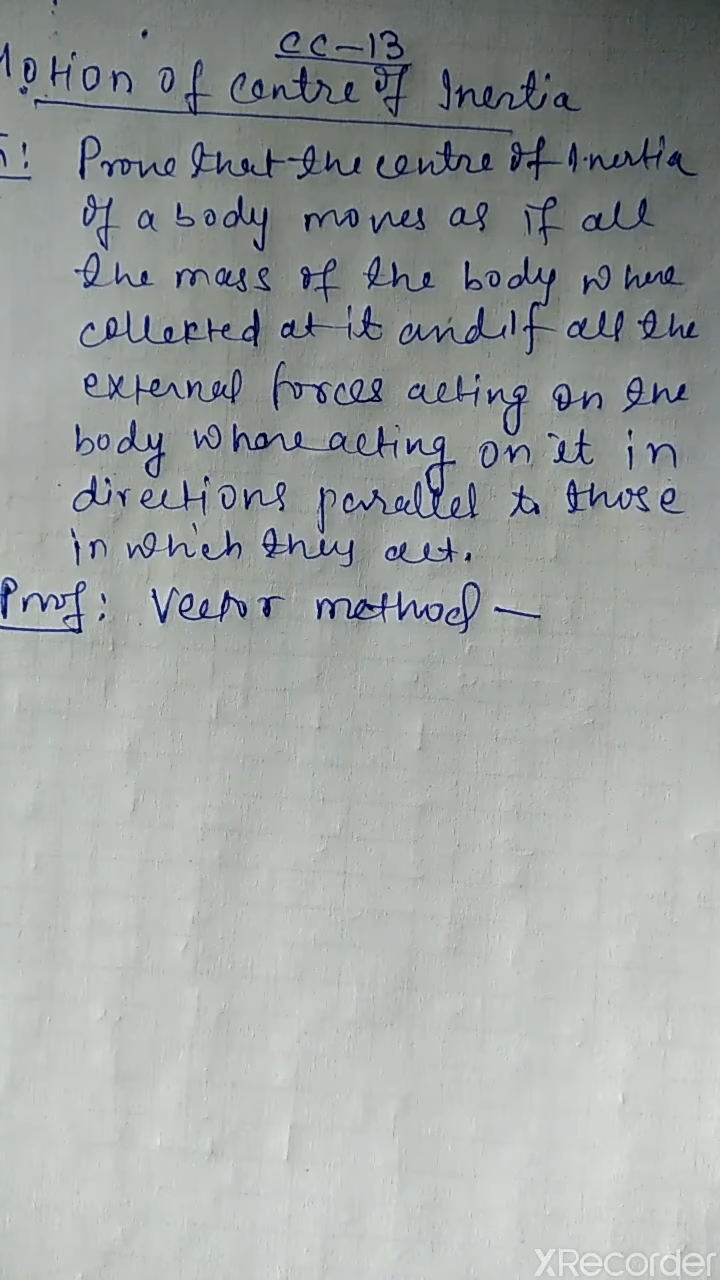 CC-13
Motion of Centre of Inertia
Prove that the centre of Inertia
of a body moves as if all
the mass of the body where
collected at it and if all the
external forces acting on the
body where acting on it in
directions parallel to those
in which they act.
Proof: Vector method —
XRecorder